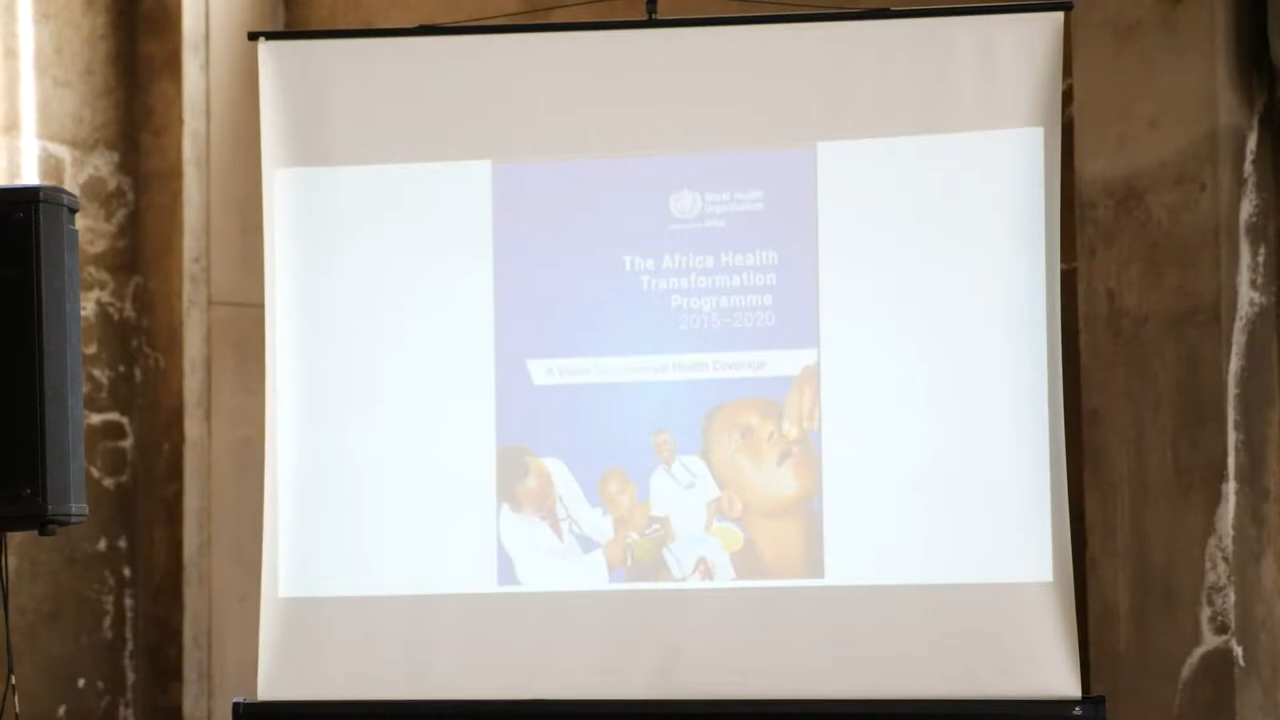 World Health
Organization
The Africa Health
Transformation
Programme
2015–2020
A Vision Health Coverage